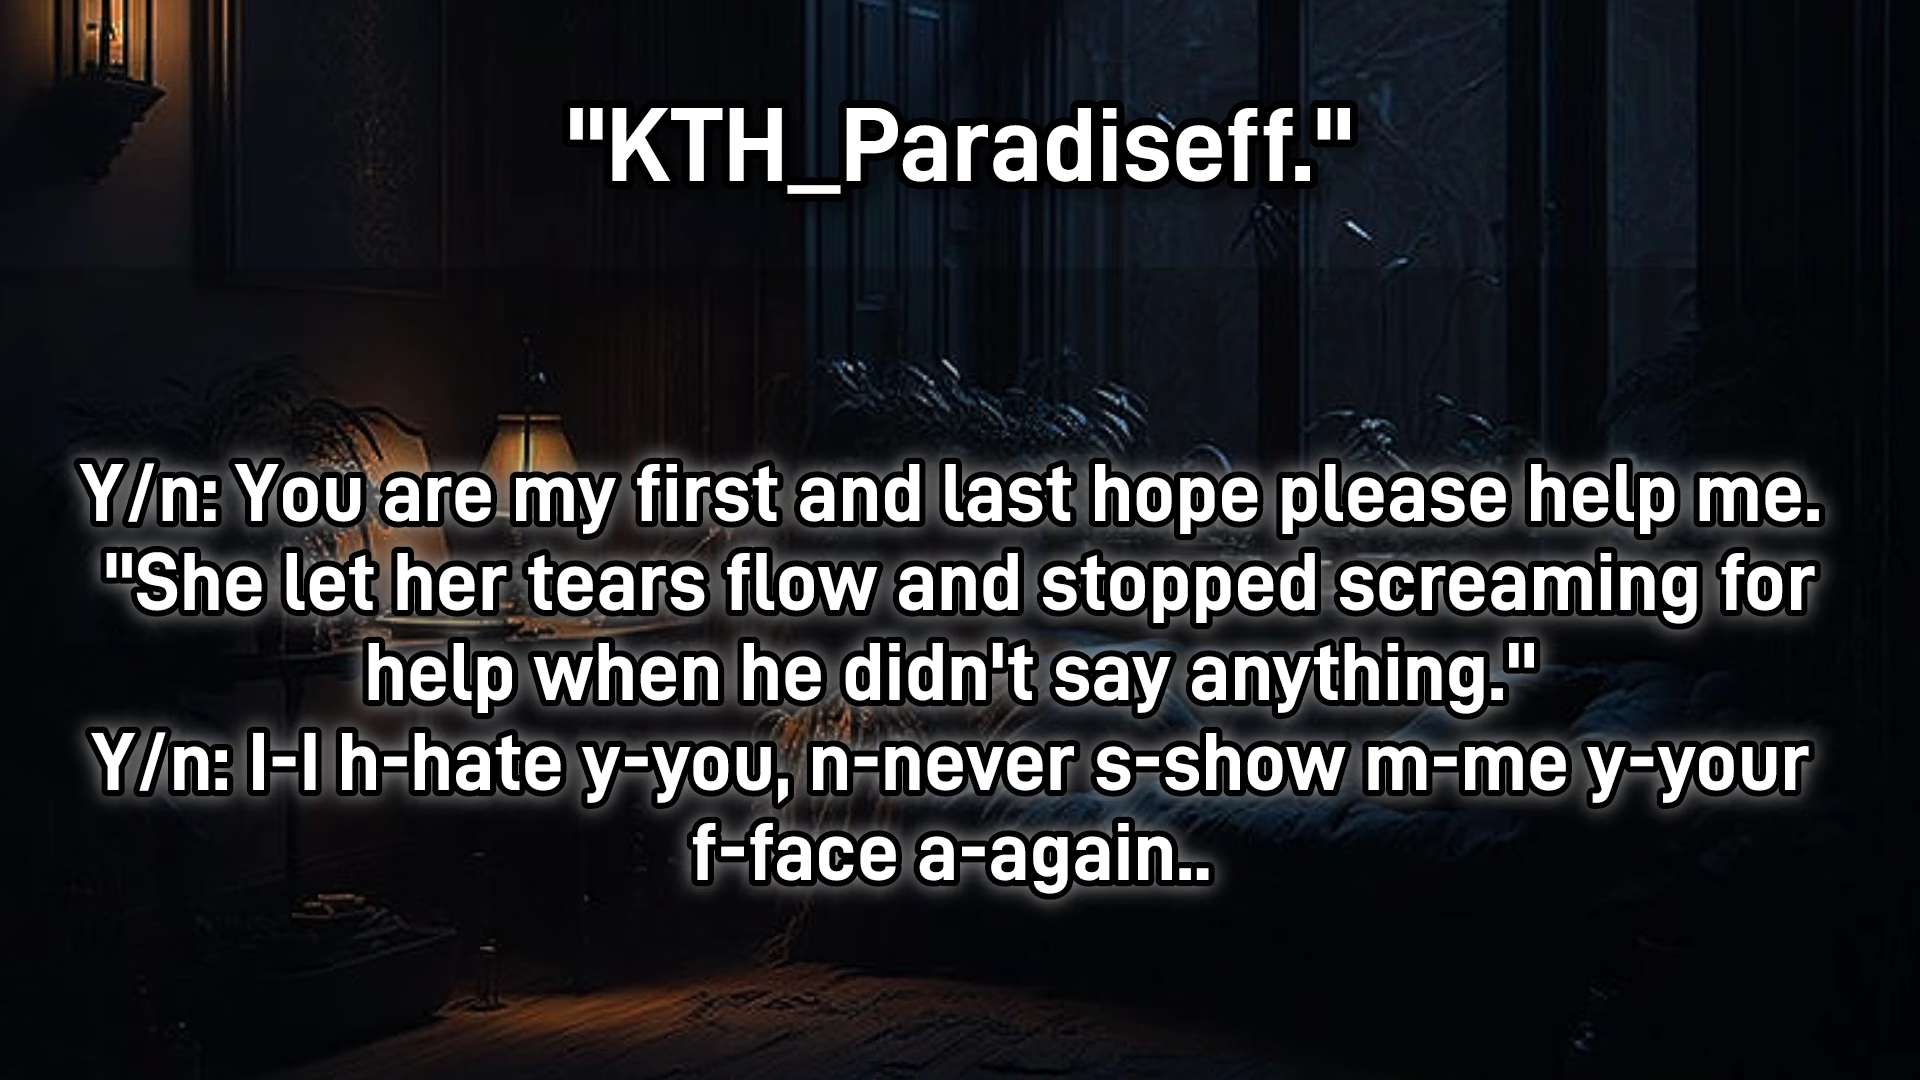 "KTH_Paradiseff."
Y/n: You are my first and last hope please help me.
"She let her tears flow and stopped screaming for
help when he didn't say anything."
Y/n: I-I h-hate y-you, n-never s-show m-me y-your
f-face a-again..